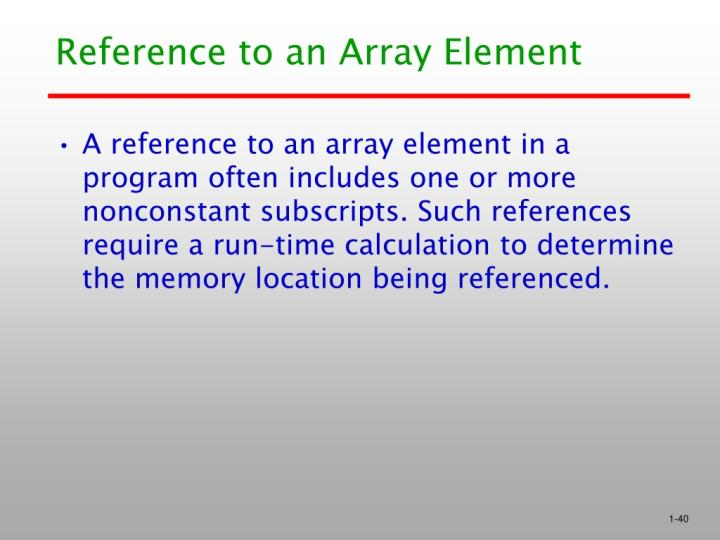 Reference to an Array Element
• A reference to an array element in a
program often includes one or more
nonconstant subscripts. Such references
require a run-time calculation to determine
the memory location being referenced.
1-40